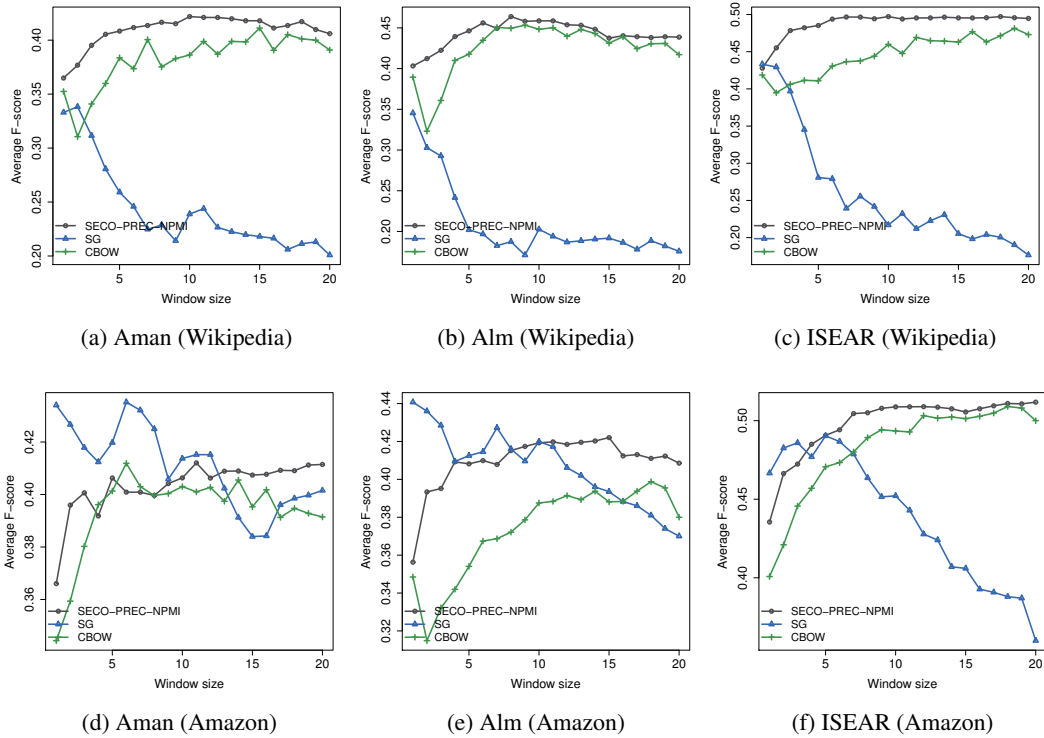 Average F−score
0.20 0.25 0.30 0.35 0.40
SECO−PREC−NPMI
SG
CBOW
5 10 15 20
Window size
(a) Aman (Wikipedia)
Average F−score
0.20 0.25 0.30 0.35 0.40 0.45
SECO−PREC−NPMI
SG
CBOW
5 10 15 20
Window size
(b) Alm (Wikipedia)
Average F−score
0.20 0.25 0.30 0.35 0.40 0.45 0.50
SECO−PREC−NPMI
SG
CBOW
5 10 15 20
Window size
(c) ISEAR (Wikipedia)
Average F−score
0.36 0.38 0.40 0.42
SECO−PREC−NPMI
SG
CBOW
5 10 15 20
Window size
(d) Aman (Amazon)
Average F−score
0.32 0.34 0.36 0.38 0.40 0.42 0.44
SECO−PREC−NPMI
SG
CBOW
5 10 15 20
Window size
(e) Alm (Amazon)
Average F−score
0.40 0.45 0.50
SECO−PREC−NPMI
SG
CBOW
5 10 15 20
Window size
(f) ISEAR (Amazon)